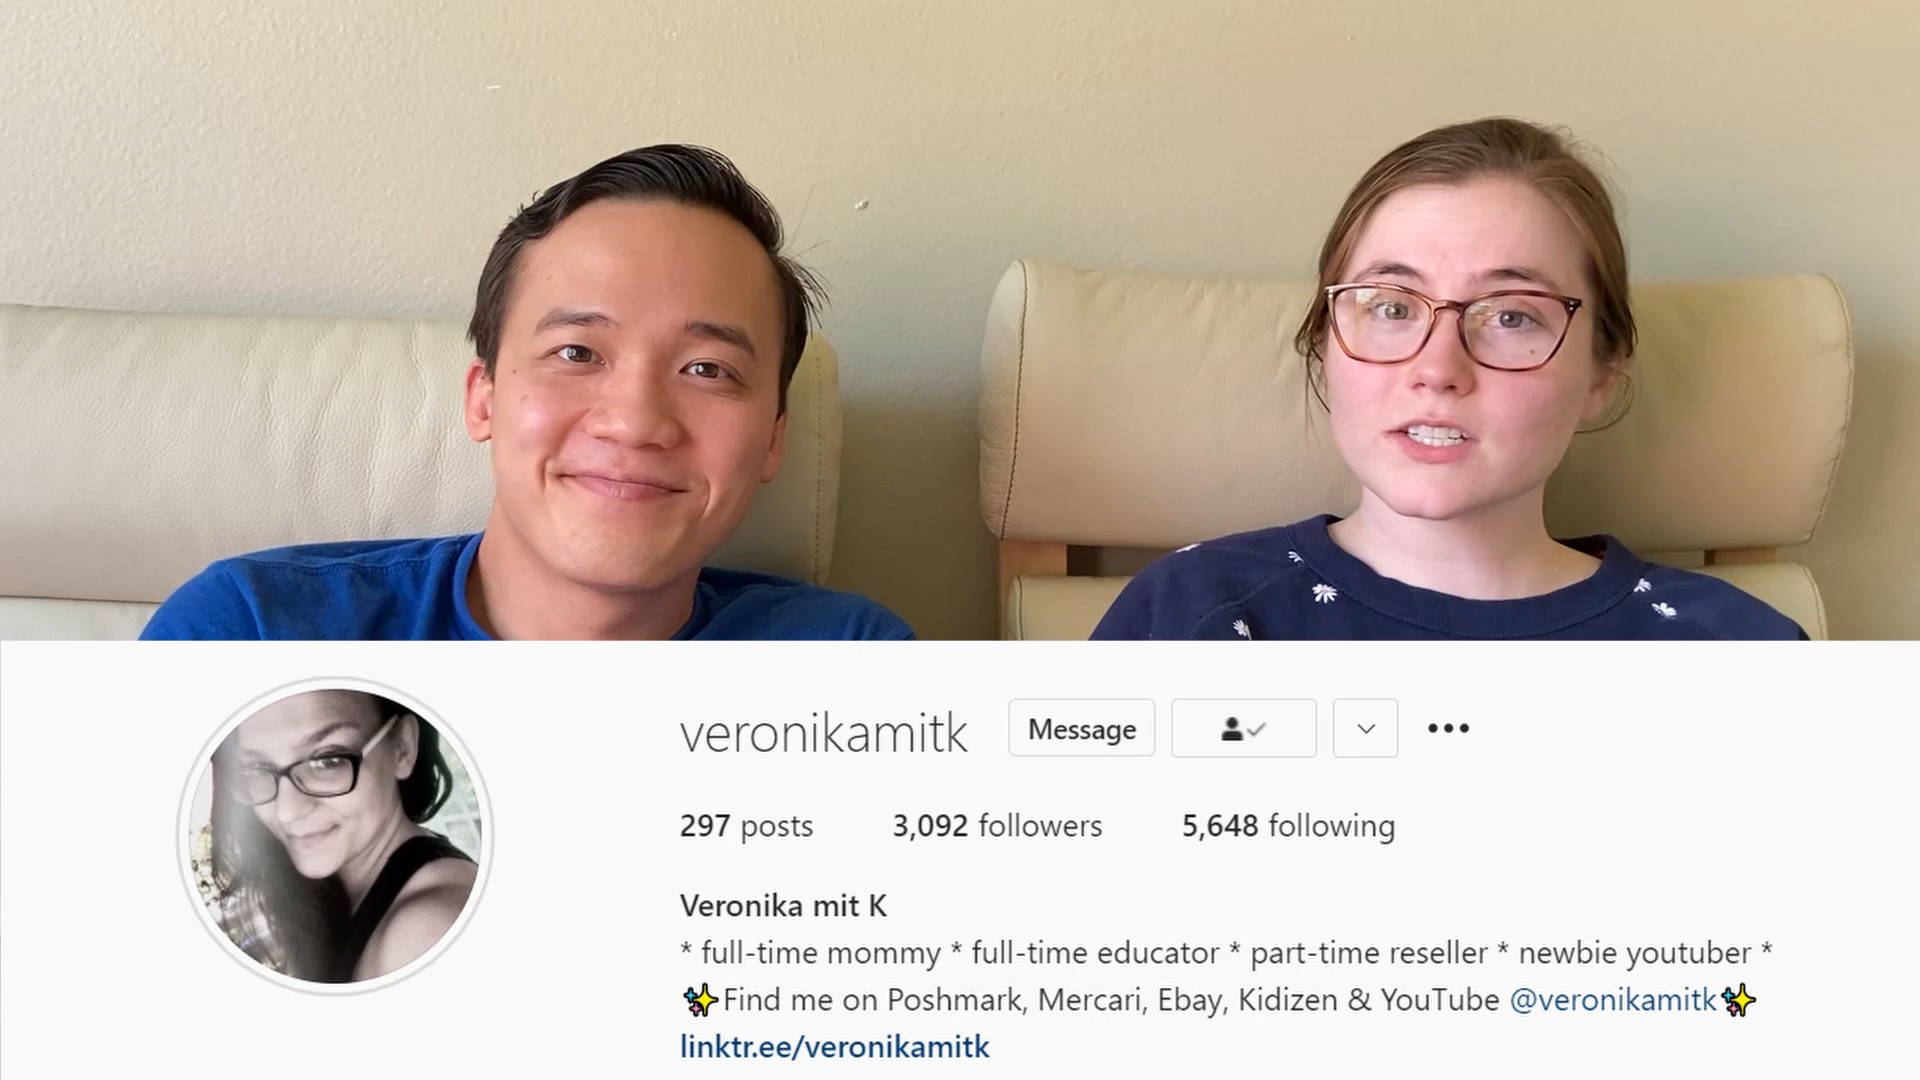 veronikamitk Message
297 posts 3,092 followers 5,648 following
Veronika mit K
* full-time mommy * full-time educator * part-time reseller * newbie youtuber *
✨Find me on Poshmark, Mercari, Ebay, Kidizen & YouTube @veronikamitk✨
linktr.ee/veronikamitk